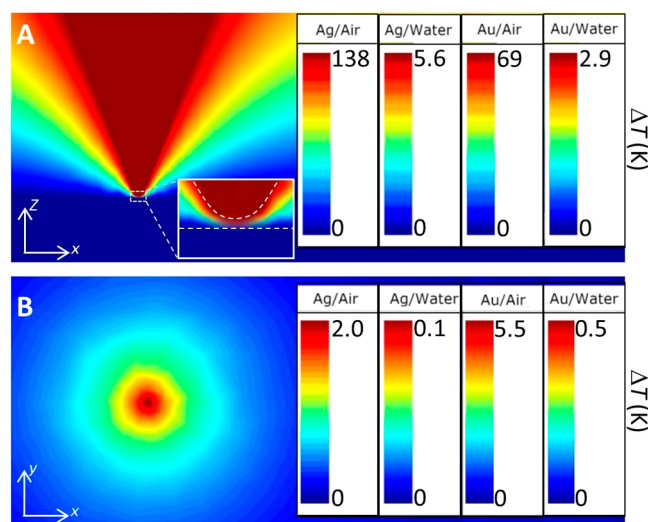 A
Ag/Air Ag/Water Au/Air Au/Water
138 5.6 69 2.9
ΔT (K)
z
x
0 0 0 0
B
Ag/Air Ag/Water Au/Air Au/Water
2.0 0.1 5.5 0.5
ΔT (K)
y
x
0 0 0 0